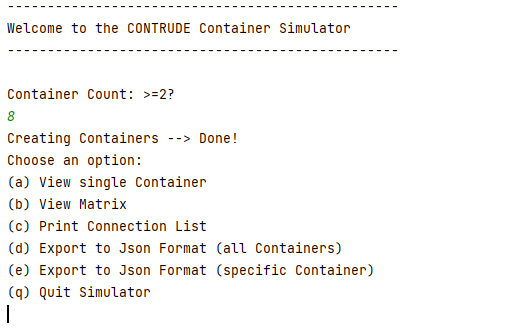 -------------------------------------------------
Welcome to the CONTRUDE Container Simulator
-------------------------------------------------
Container Count: >=2?
8
Creating Containers --> Done!
Choose an option:
(a) View single Container
(b) View Matrix
(c) Print Connection List
(d) Export to Json Format (all Containers)
(e) Export to Json Format (specific Container)
(q) Quit Simulator